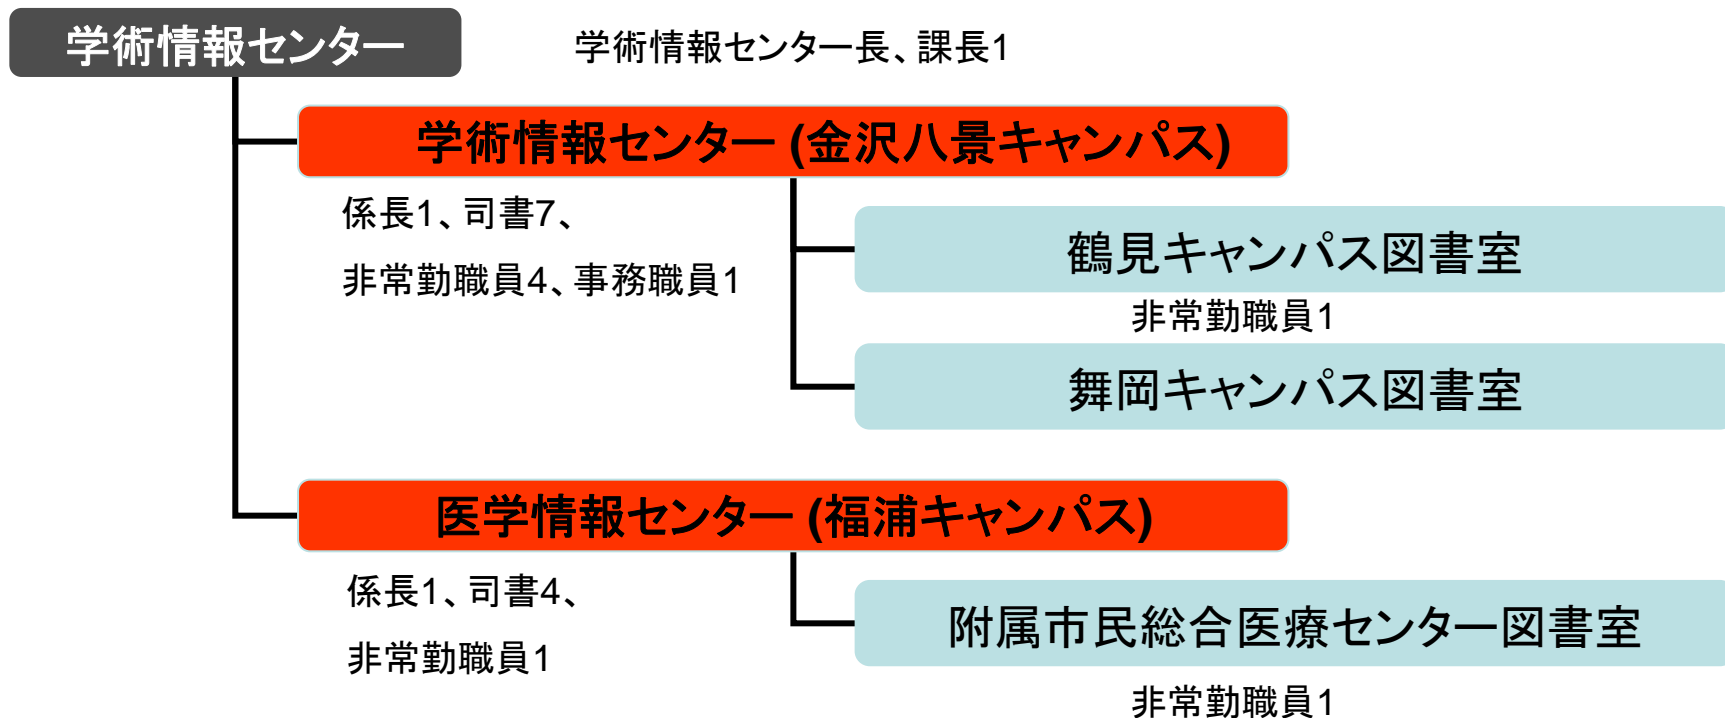 学術情報センター
学術情報センター長、課長1
学術情報センター (金沢八景キャンパス)
係長1、司書7、
非常勤職員4、事務職員1
鶴見キャンパス図書室
非常勤職員1
舞岡キャンパス図書室
医学情報センター (福浦キャンパス)
係長1、司書4、
非常勤職員1
附属市民総合医療センター図書室
非常勤職員1